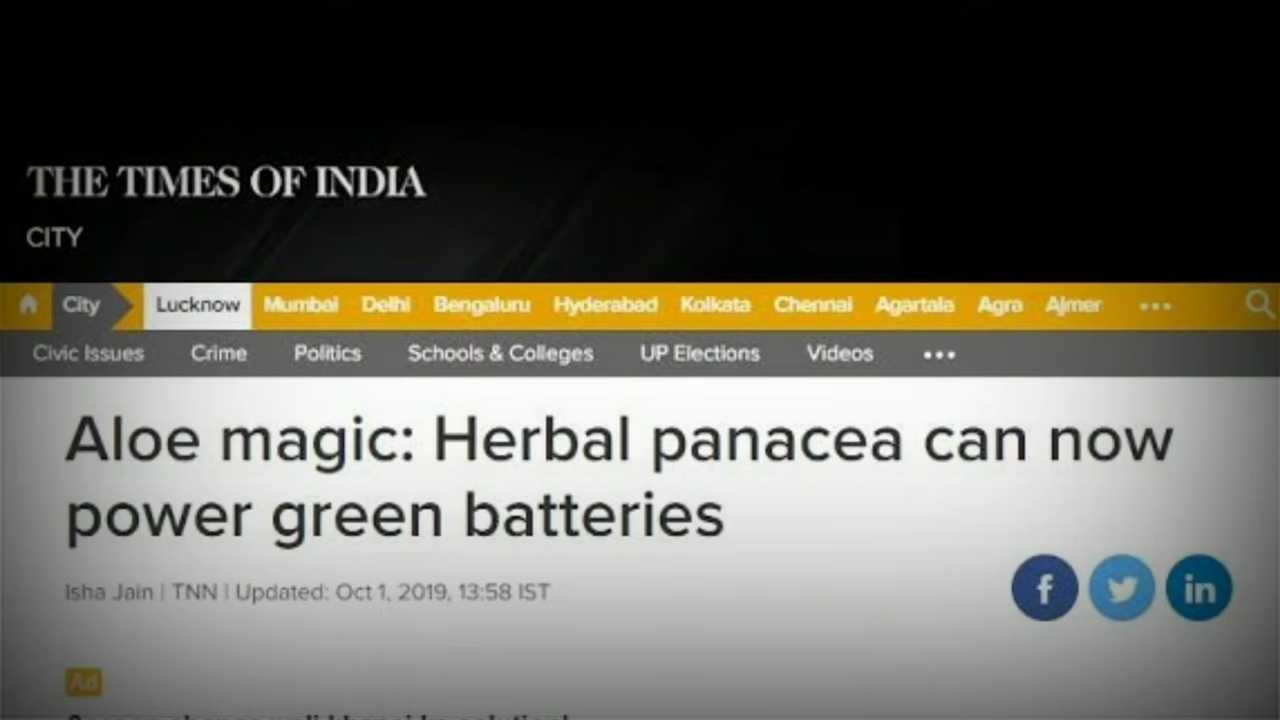 THE TIMES OF INDIA
CITY
City Lucknow Mumbai Delhi Bengaluru Hyderabad Kolkata Chennai Agartala Agra Ajmer •••
Civic Issues Crime Politics Schools & Colleges UP Elections Videos •••
Aloe magic: Herbal panacea can now
power green batteries
Isha Jain | TNN | Updated: Oct 1, 2019, 13:58 IST
f in
Ad